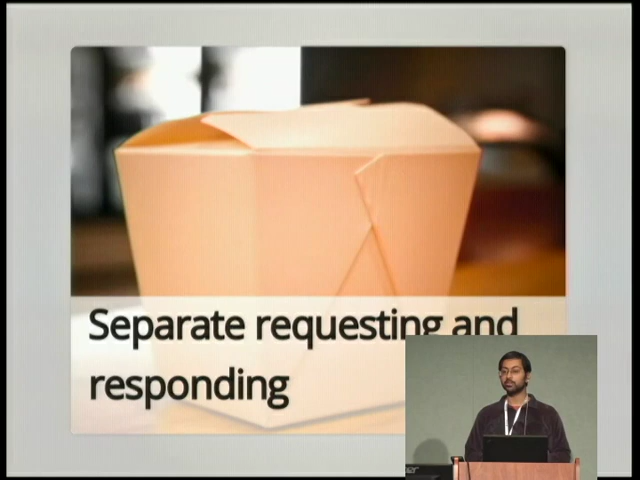 Separate requesting and
responding